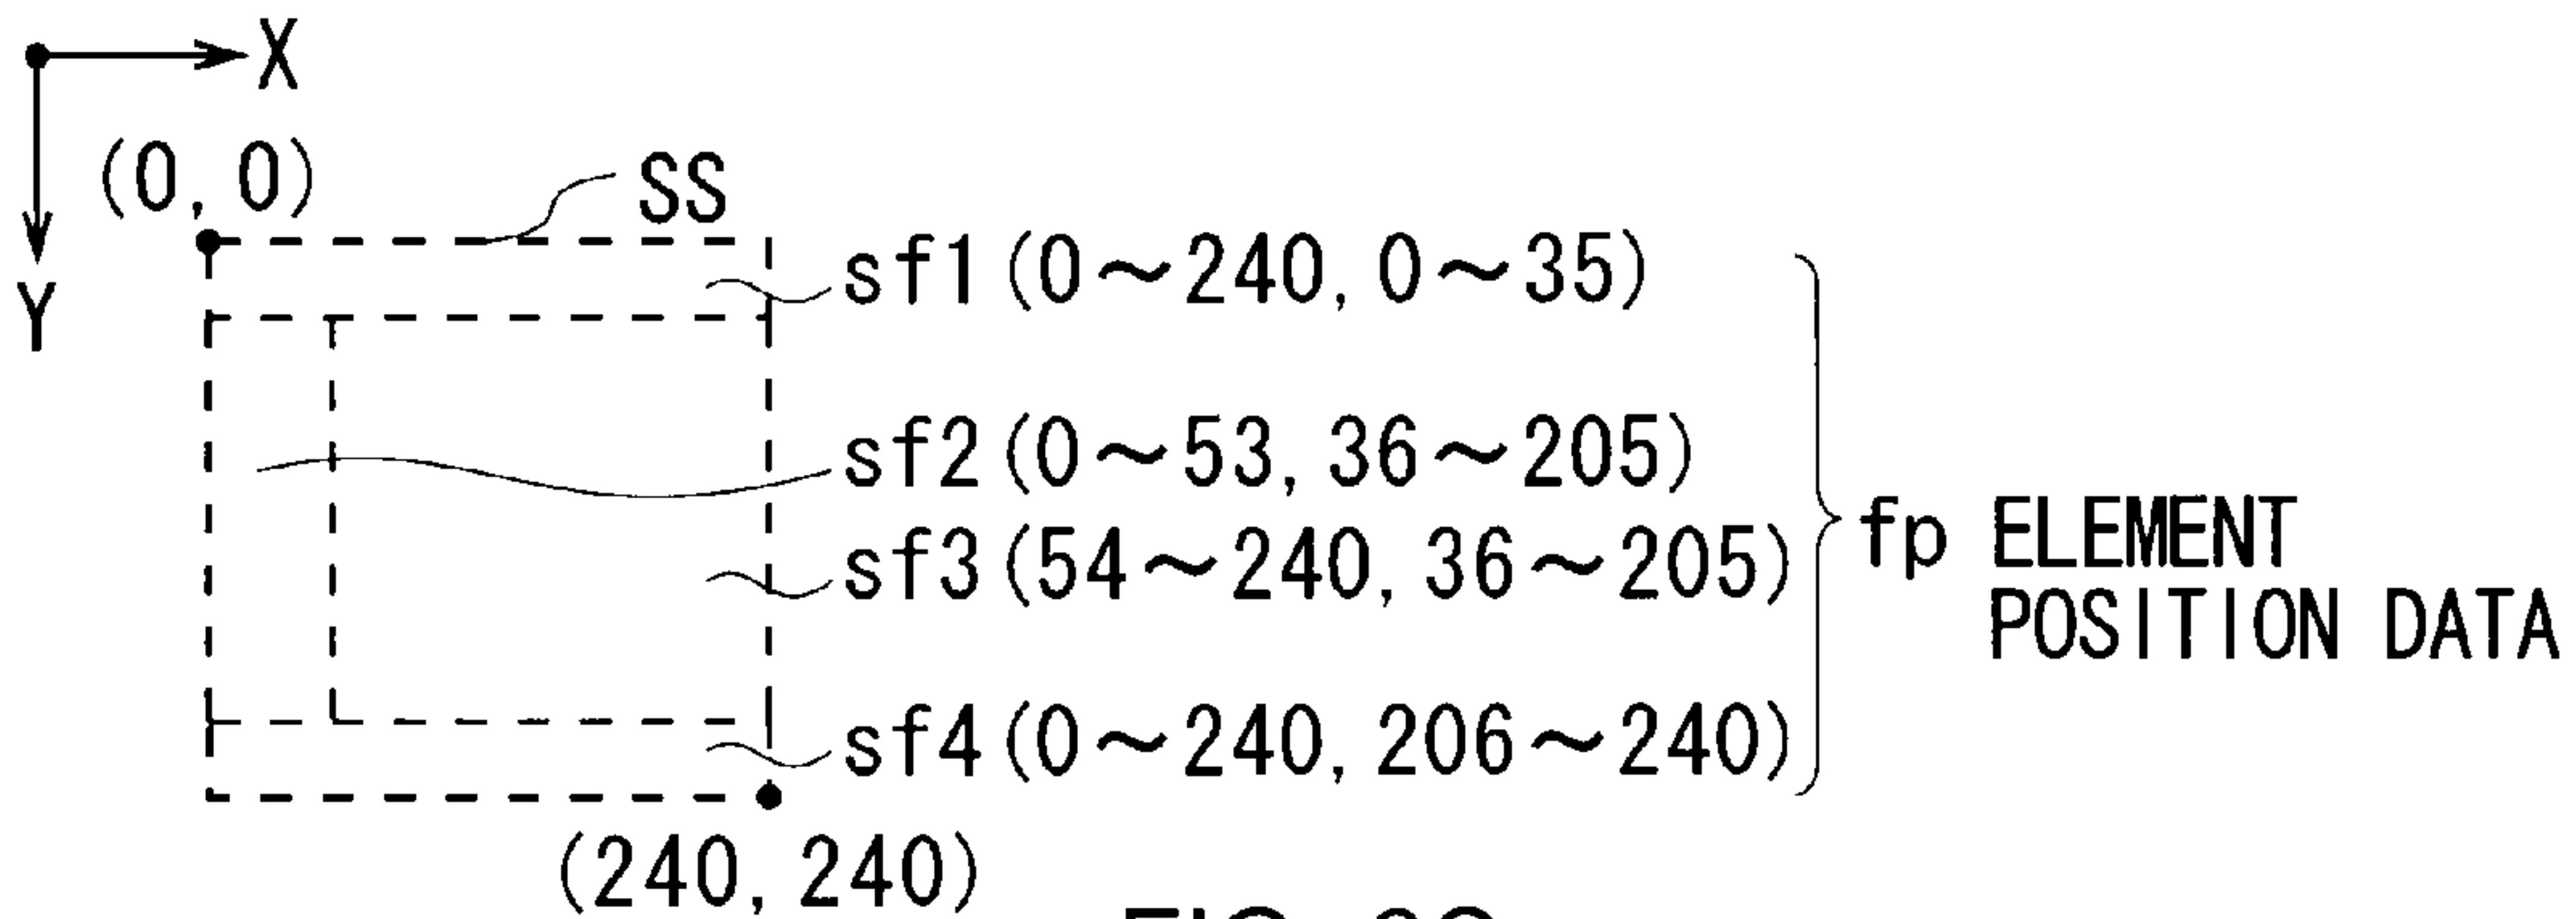 X
Y
(0, 0)
SS
sf1 (0～240, 0～35)
sf2 (0～53, 36～205)
sf3 (54～240, 36～205)
sf4 (0～240, 206～240)
fp ELEMENT
POSITION DATA
(240, 240)